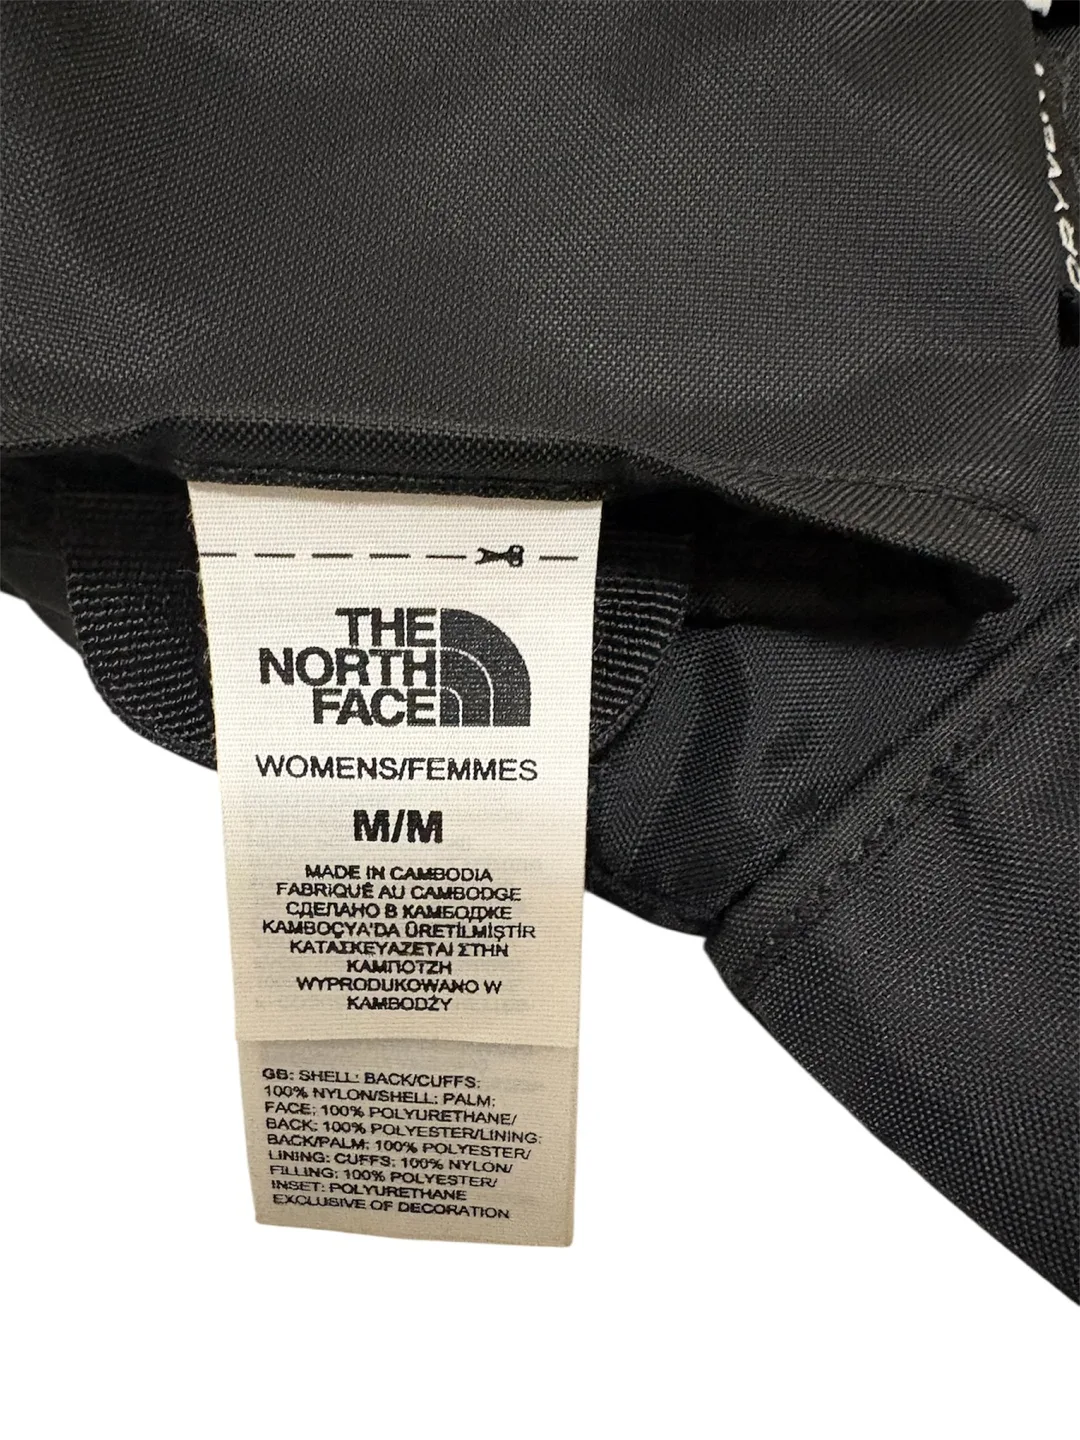 DRYVENT
THE
NORTH
FACE
WOMENS/FEMMES
M/M
MADE IN CAMBODIA
FABRIQUÉ AU CAMBODGE
СДЕЛАНО В КАМБОДЖЕ
KAMBOÇYA'DA ÜRETİLMİŞTİR
ΚΑΤΑΣΚΕΥΑΖΕΤΑΙ ΣΤΗΝ
ΚΑΜΠΟΤΖΗ
WYPRODUKOWANO W
KAMBODŻY
GB: SHELL: BACK/CUFFS:
100% NYLON/SHELL: PALM:
FACE: 100% POLYURETHANE/
BACK: 100% POLYESTER/LINING:
BACK/PALM: 100% POLYESTER/
LINING: CUFFS: 100% NYLON/
FILLING: 100% POLYESTER/
INSET: POLYURETHANE
EXCLUSIVE OF DECORATION